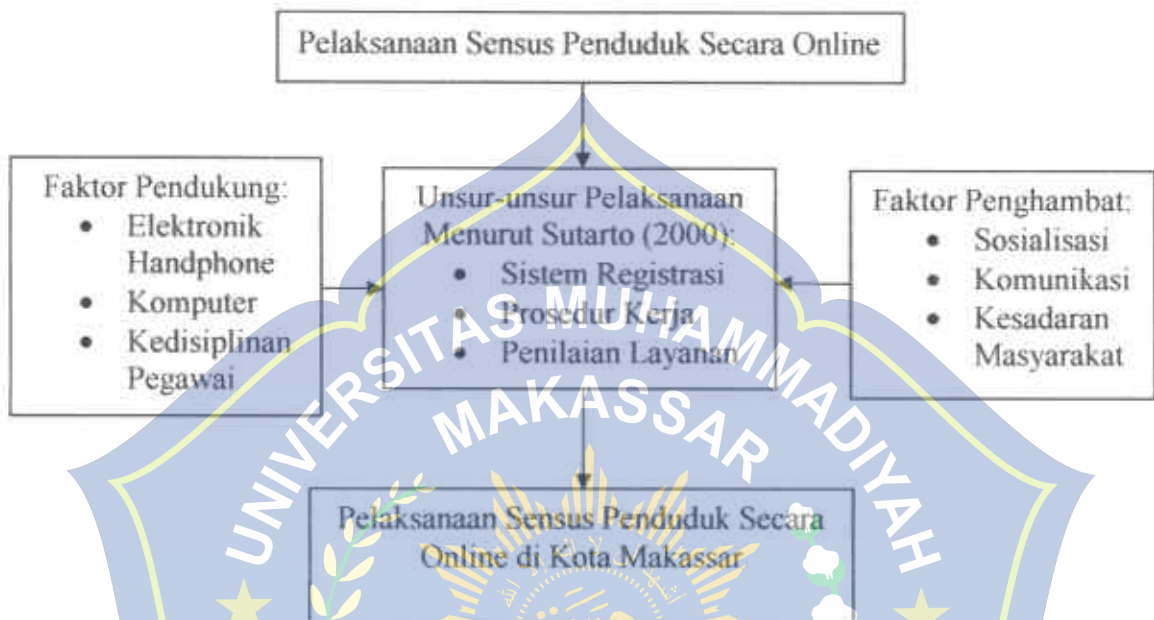 Pelaksanaan Sensus Penduduk Secara Online
Faktor Pendukung:
• Elektronik
Handphone
• Komputer
• Kedisiplinan
Pegawai
Unsur-unsur Pelaksanaan
Menurut Sutarto (2000):
• Sistem Registrasi
• Prosedur Kerja
• Penilaian Layanan
Faktor Penghambat:
• Sosialisasi
• Komunikasi
• Kesadaran
Masyarakat
Pelaksanaan Sensus Penduduk Secara
Online di Kota Makassar
UNIVERSITAS MUHAMMADIYAH
MAKASSAR